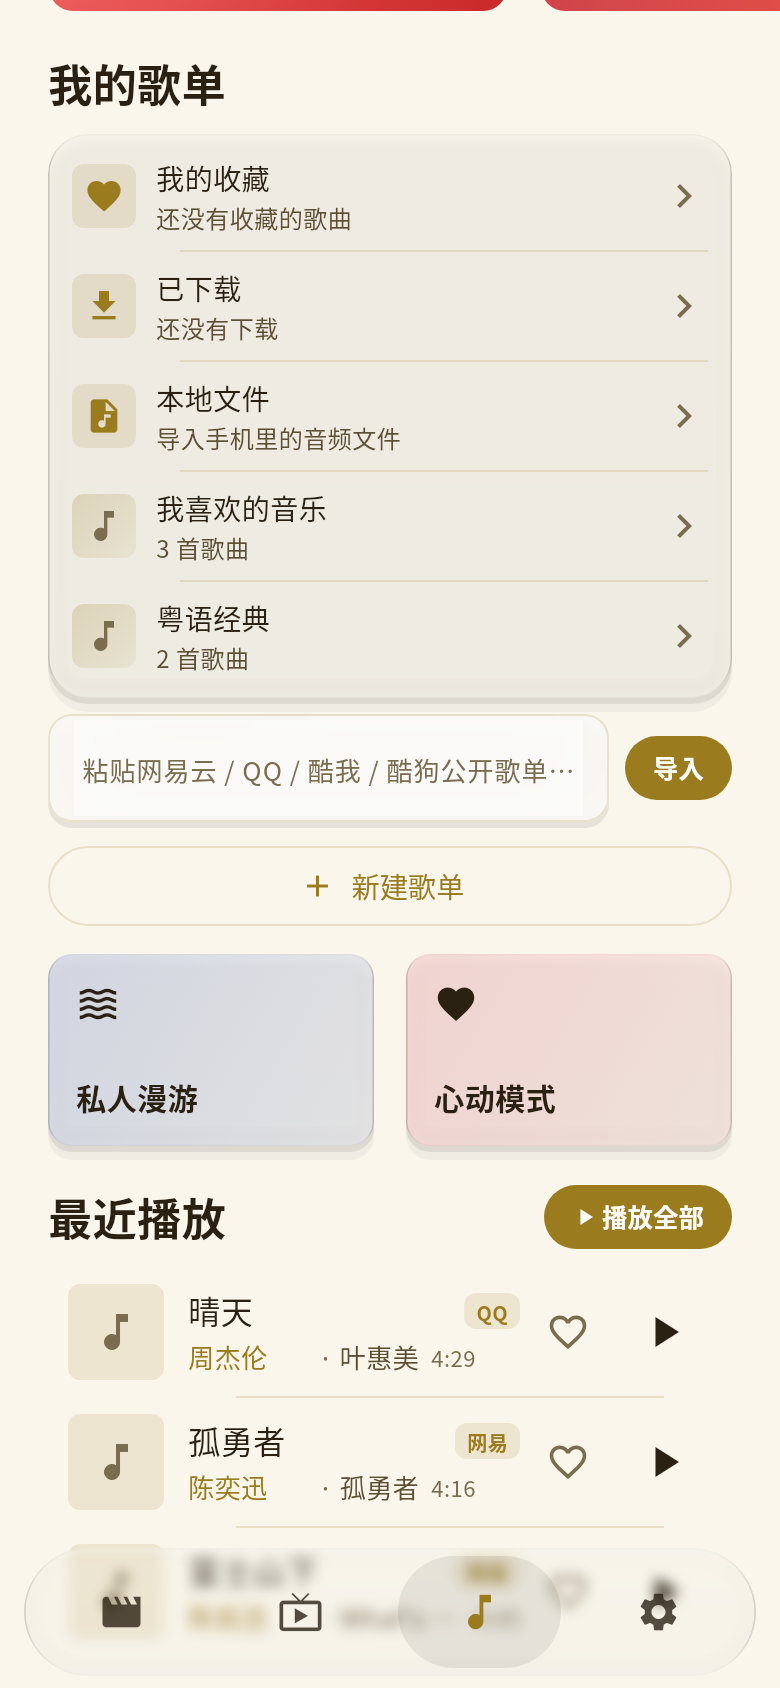 我的歌单
我的收藏
还没有收藏的歌曲
已下载
还没有下载
本地文件
导入手机里的音频文件
我喜欢的音乐
3 首歌曲
粤语经典
2 首歌曲
粘贴网易云 / QQ / 酷我 / 酷狗公开歌单…
导入
新建歌单
私人漫游
心动模式
最近播放
播放全部
晴天
QQ
周杰伦 · 叶惠美 4:29
孤勇者
网易
陈奕迅 · 孤勇者 4:16
富士山下